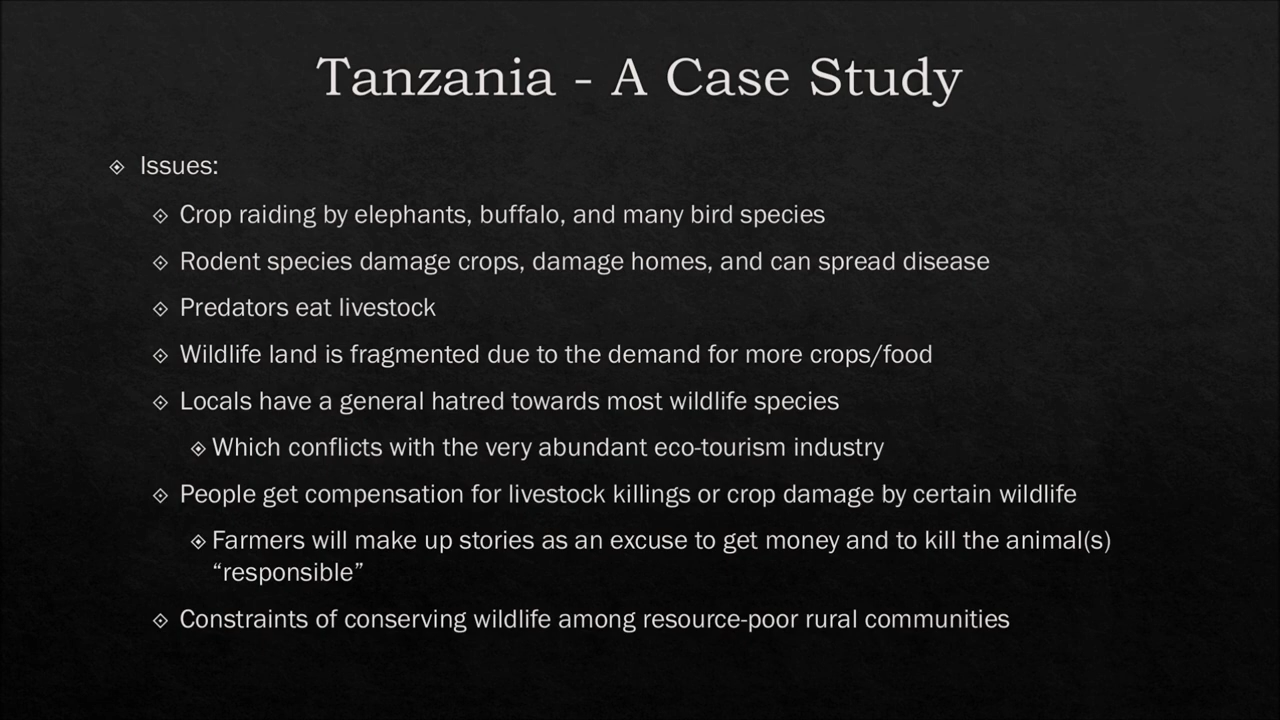 Tanzania - A Case Study
Issues:
Crop raiding by elephants, buffalo, and many bird species
Rodent species damage crops, damage homes, and can spread disease
Predators eat livestock
Wildlife land is fragmented due to the demand for more crops/food
Locals have a general hatred towards most wildlife species
Which conflicts with the very abundant eco-tourism industry
People get compensation for livestock killings or crop damage by certain wildlife
Farmers will make up stories as an excuse to get money and to kill the animal(s)
“responsible”
Constraints of conserving wildlife among resource-poor rural communities